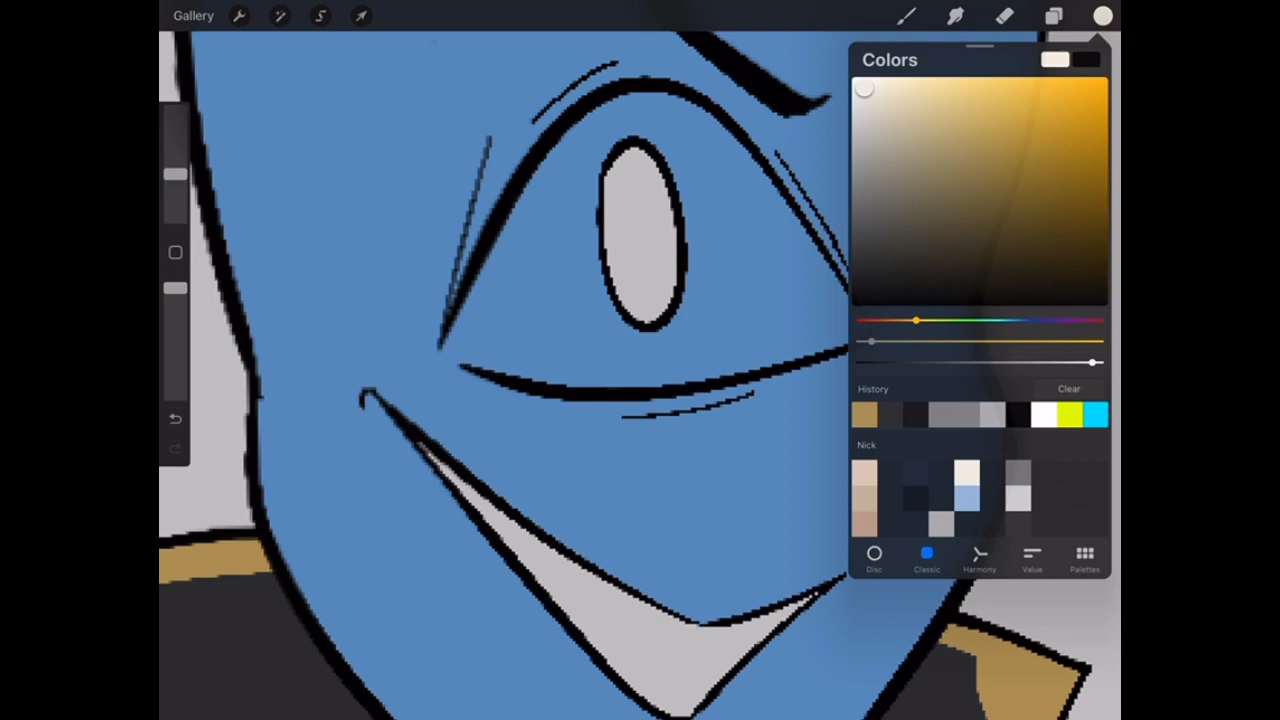 Gallery
Colors
History Clear
Nick
Disc Classic Harmony Value Palettes